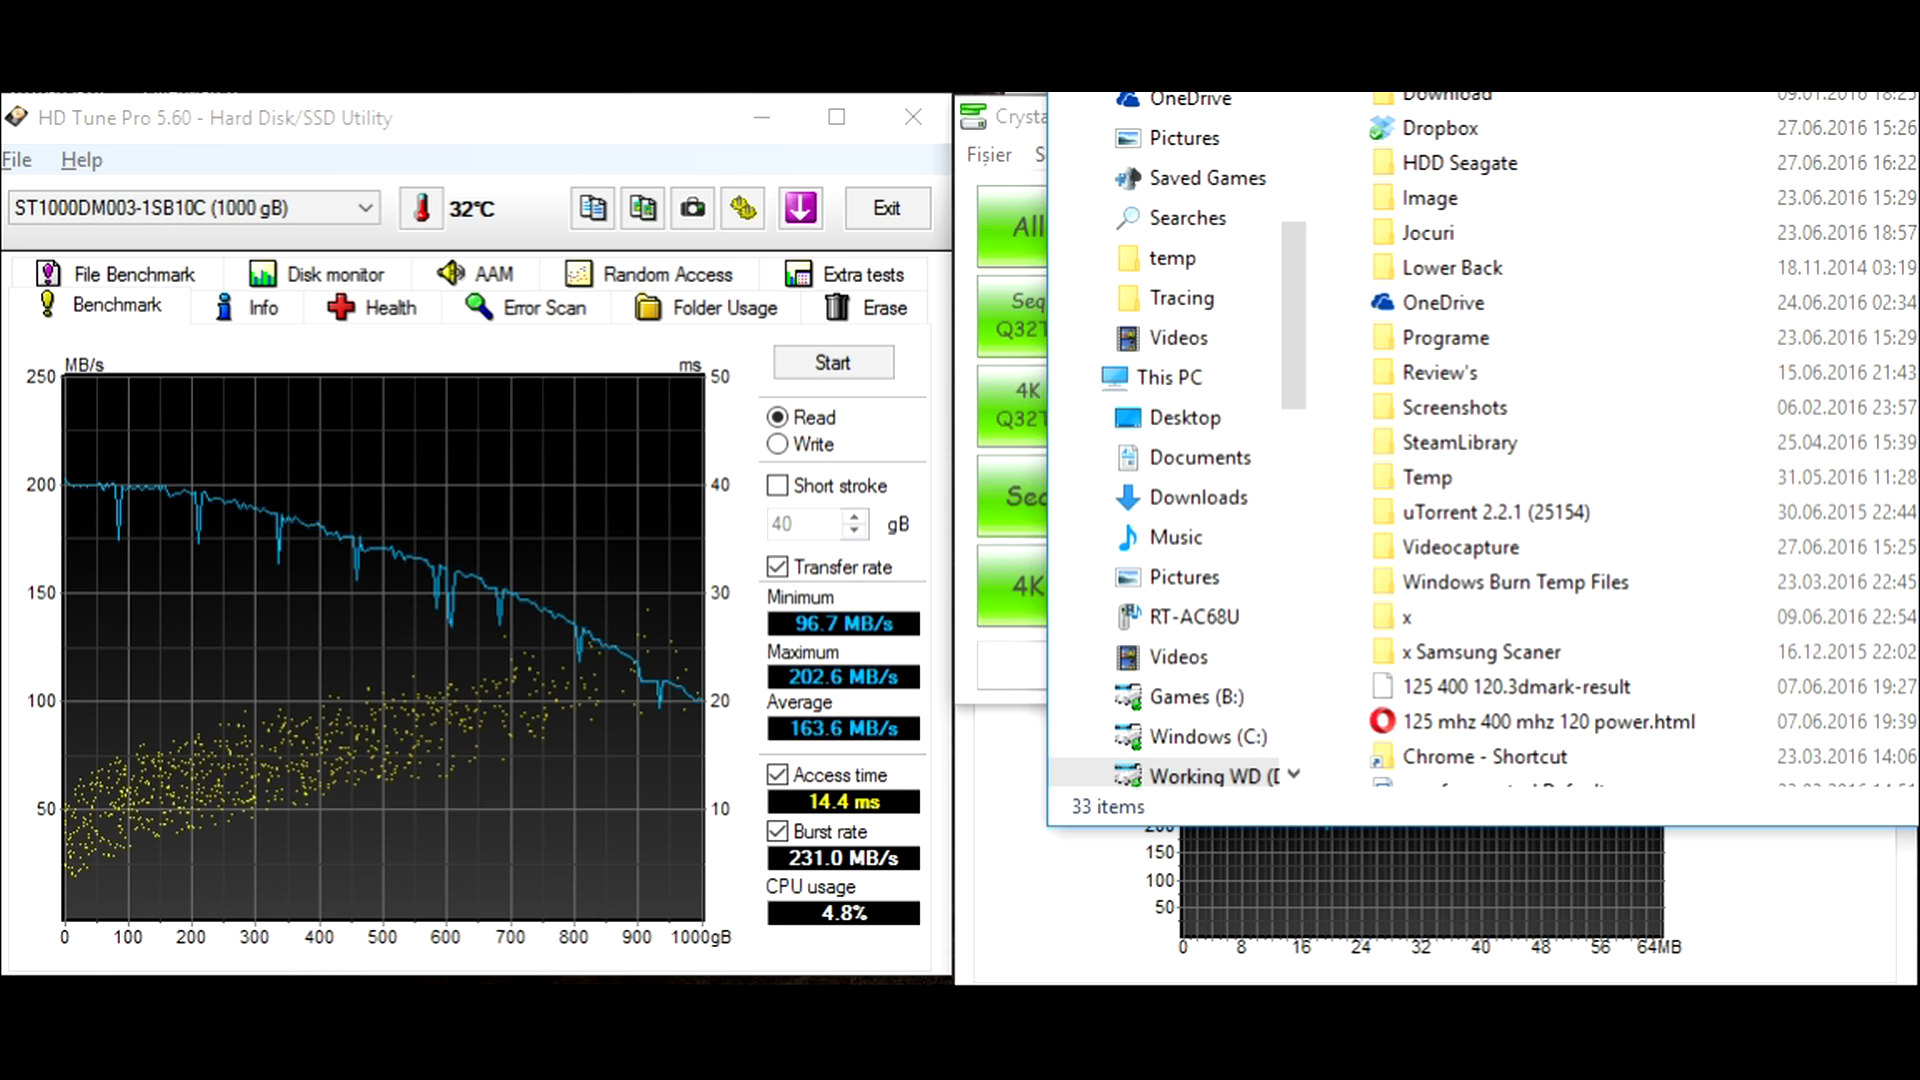 HD Tune Pro 5.60 - Hard Disk/SSD Utility
File Help
ST1000DM003-1SB10C (1000 gB)
32°C
Exit
File Benchmark
Disk monitor
AAM
Random Access
Extra tests
Benchmark
Info
Health
Error Scan
Folder Usage
Erase
MB/s
ms
250
200
150
100
50
50
40
30
20
10
0 100 200 300 400 500 600 700 800 900 1000gB
Start
Read
Write
Short stroke
40 gB
Transfer rate
Minimum
96.7 MB/s
Maximum
202.6 MB/s
Average
163.6 MB/s
Access time
14.4 ms
Burst rate
231.0 MB/s
CPU usage
4.8%
Crysta
Fișier S
All
Seq
Q32T
4K
Q32T
Sec
4K
OneDrive
Pictures
Saved Games
Searches
temp
Tracing
Videos
This PC
Desktop
Documents
Downloads
Music
Pictures
RT-AC68U
Videos
Games (B:)
Windows (C:)
Working WD (D
Download 09.01.2016 18:25
Dropbox 27.06.2016 15:26
HDD Seagate 27.06.2016 16:22
Image 23.06.2016 15:29
Jocuri 23.06.2016 18:57
Lower Back 18.11.2014 03:19
OneDrive 24.06.2016 02:34
Programe 23.06.2016 15:29
Review's 15.06.2016 21:43
Screenshots 06.02.2016 23:57
SteamLibrary 25.04.2016 15:39
Temp 31.05.2016 11:28
uTorrent 2.2.1 (25154) 30.06.2015 22:44
Videocapture 27.06.2016 15:25
Windows Burn Temp Files 23.03.2016 22:45
x 09.06.2016 22:54
x Samsung Scaner 16.12.2015 22:02
125 400 120.3dmark-result 07.06.2016 19:27
125 mhz 400 mhz 120 power.html 07.06.2016 19:39
Chrome - Shortcut 23.03.2016 14:06
33 items
200
150
100
50
0 8 16 24 32 40 48 56 64MB